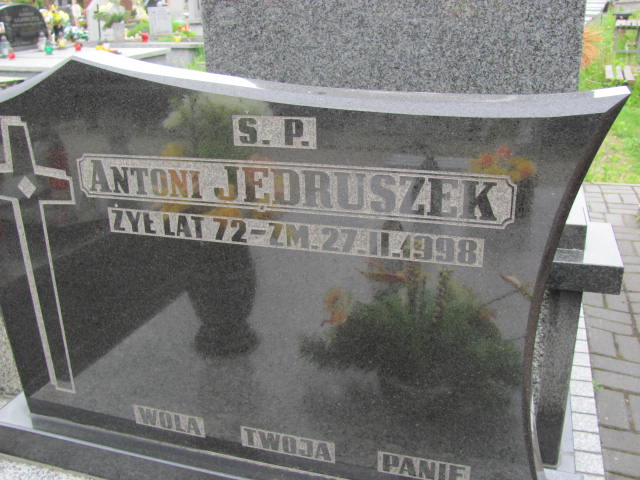 S. P.
ANTONI JĘDRUSZEK
ŻYŁ LAT 72-ZM.27.II.1998
WOLA TWOJA PANIE